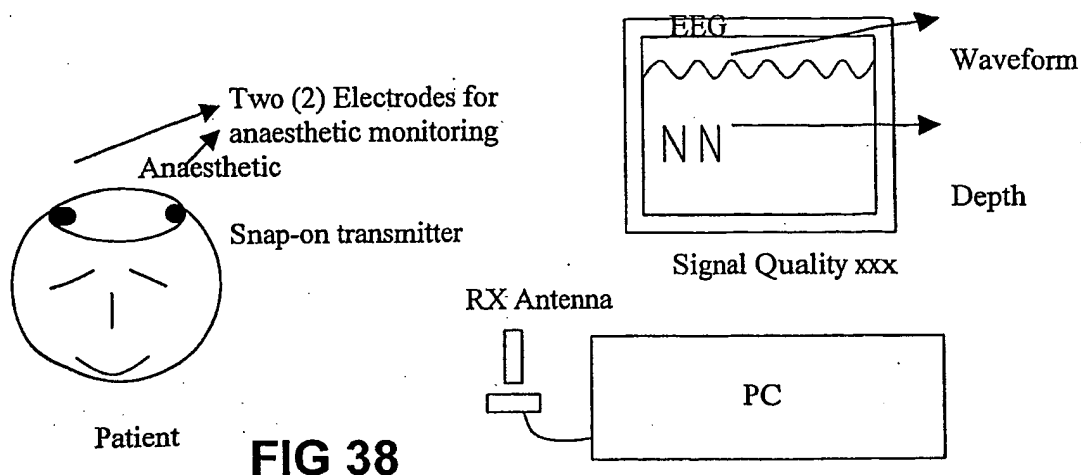 EEG
Waveform
Two (2) Electrodes for
anaesthetic monitoring
Anaesthetic
NN
Depth
Snap-on transmitter
Signal Quality xxx
RX Antenna
PC
Patient
FIG 38